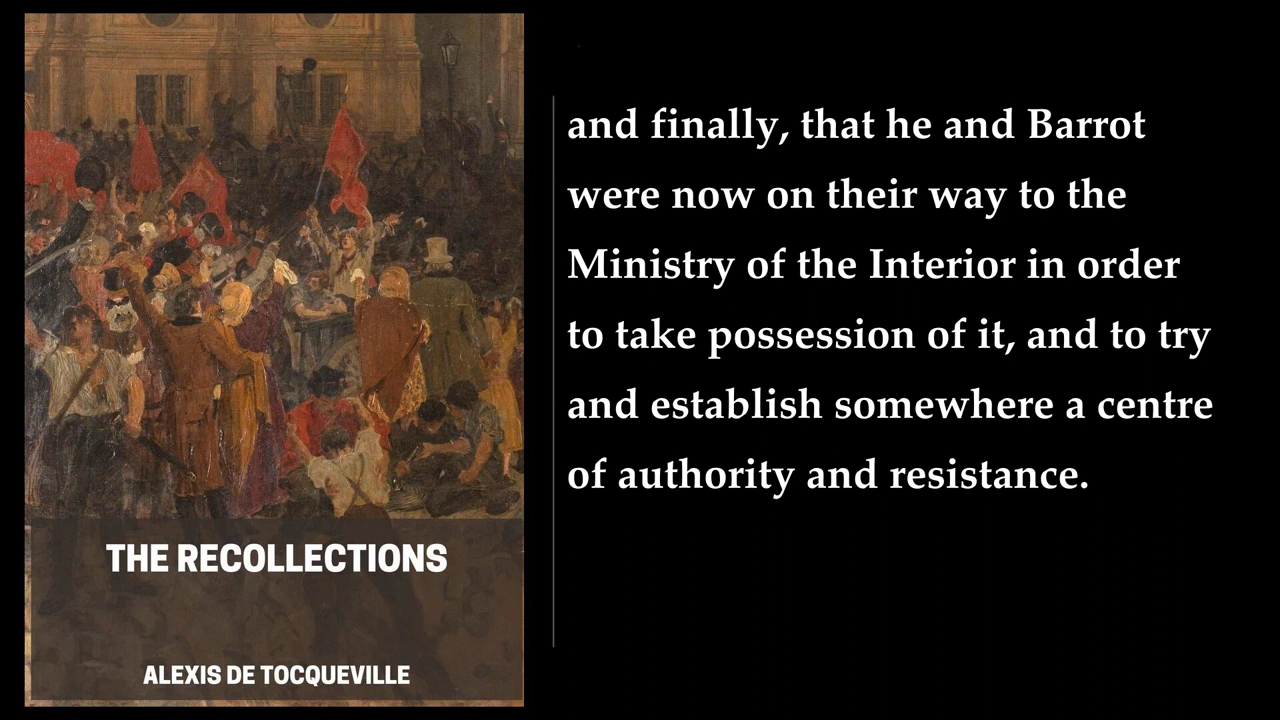 and finally, that he and Barrot
were now on their way to the
Ministry of the Interior in order
to take possession of it, and to try
and establish somewhere a centre
of authority and resistance.
THE RECOLLECTIONS
ALEXIS DE TOCQUEVILLE